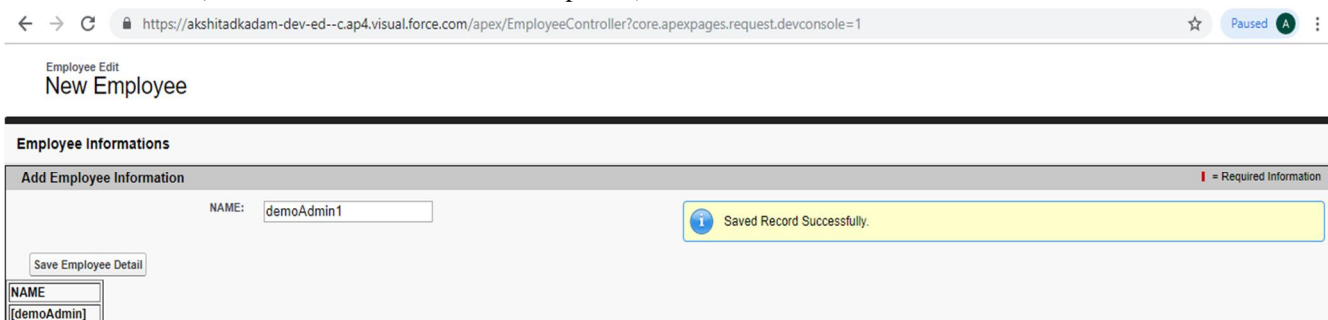 https://akshitadkadam-dev-ed--c.ap4.visual.force.com/apex/EmployeeController?core.apexpages.request.devconsole=1
Paused A
Employee Edit
New Employee
Employee Informations
Add Employee Information
= Required Information
NAME: demoAdmin1
Saved Record Successfully.
Save Employee Detail
NAME
[demoAdmin]